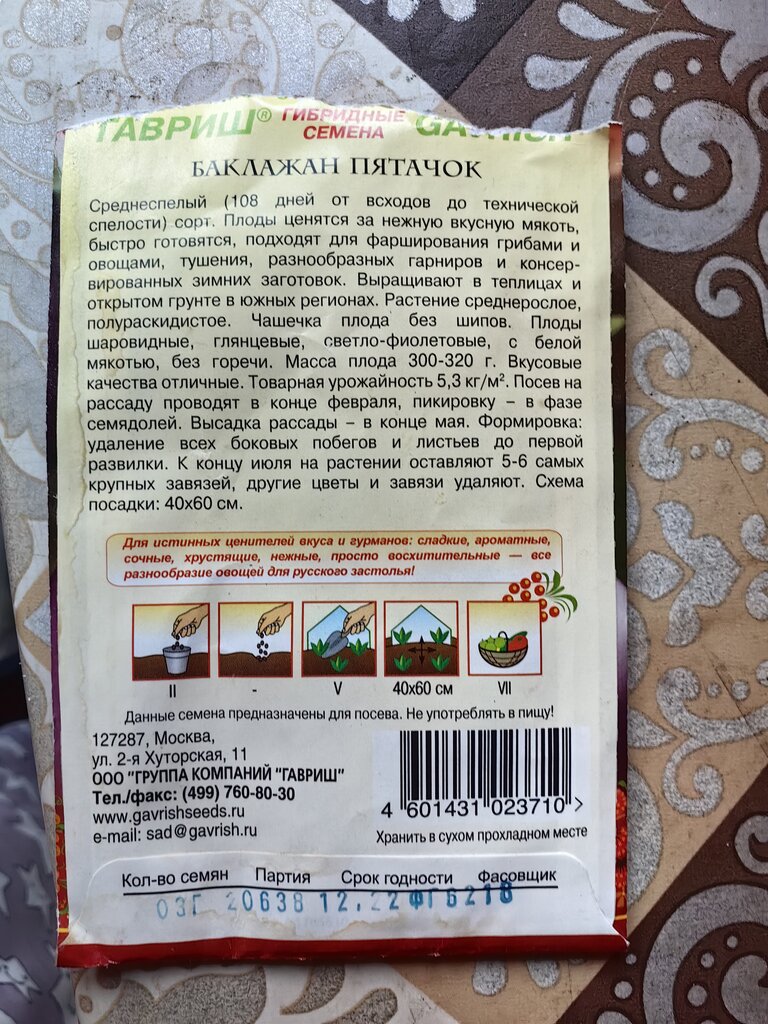 ГАВРИШ® ГИБРИДНЫЕ СЕМЕНА GAVRISH
БАКЛАЖАН ПЯТАЧОК
Среднеспелый (108 дней от всходов до технической
спелости) сорт. Плоды ценятся за нежную вкусную мякоть,
быстро готовятся, подходят для фарширования грибами и
овощами, тушения, разнообразных гарниров и консер-
вированных зимних заготовок. Выращивают в теплицах и
открытом грунте в южных регионах. Растение среднерослое,
полураскидистое. Чашечка плода без шипов. Плоды
шаровидные, глянцевые, светло-фиолетовые, с белой
мякотью, без горечи. Масса плода 300-320 г. Вкусовые
качества отличные. Товарная урожайность 5,3 кг/м². Посев на
рассаду проводят в конце февраля, пикировку – в фазе
семядолей. Высадка рассады – в конце мая. Формировка:
удаление всех боковых побегов и листьев до первой
развилки. К концу июля на растении оставляют 5-6 самых
крупных завязей, другие цветы и завязи удаляют. Схема
посадки: 40х60 см.
Для истинных ценителей вкуса и гурманов: сладкие, ароматные,
сочные, хрустящие, нежные, просто восхитительные — все
разнообразие овощей для русского застолья!
II - V 40х60 см VII
Данные семена предназначены для посева. Не употреблять в пищу!
127287, Москва,
ул. 2-я Хуторская, 11
ООО "ГРУППА КОМПАНИЙ "ГАВРИШ"
Тел./факс: (499) 760-80-30
www.gavrishseeds.ru
e-mail: sad@gavrish.ru
4 601431 023710 >
Хранить в сухом прохладном месте
Кол-во семян Партия Срок годности Фасовщик
03Г 20638 12.22 ФГ6218